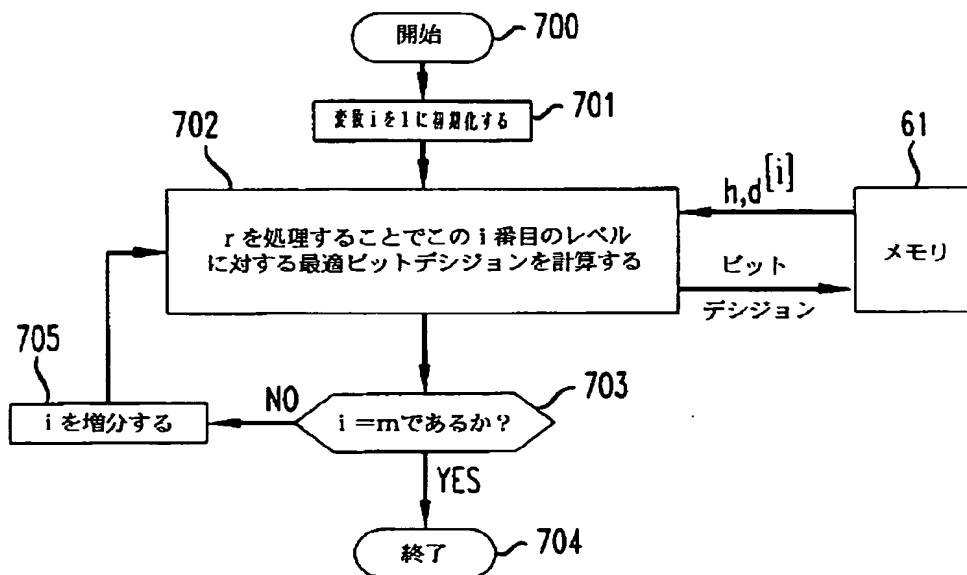 開始
700
変数iを1に初期化する
701
702
rを処理することでこのi番目のレベル
に対する最適ビットデシジョンを計算する
h,d[i]
61
メモリ
ビット
デシジョン
705
iを増分する
NO
i=mであるか?
703
YES
終了
704